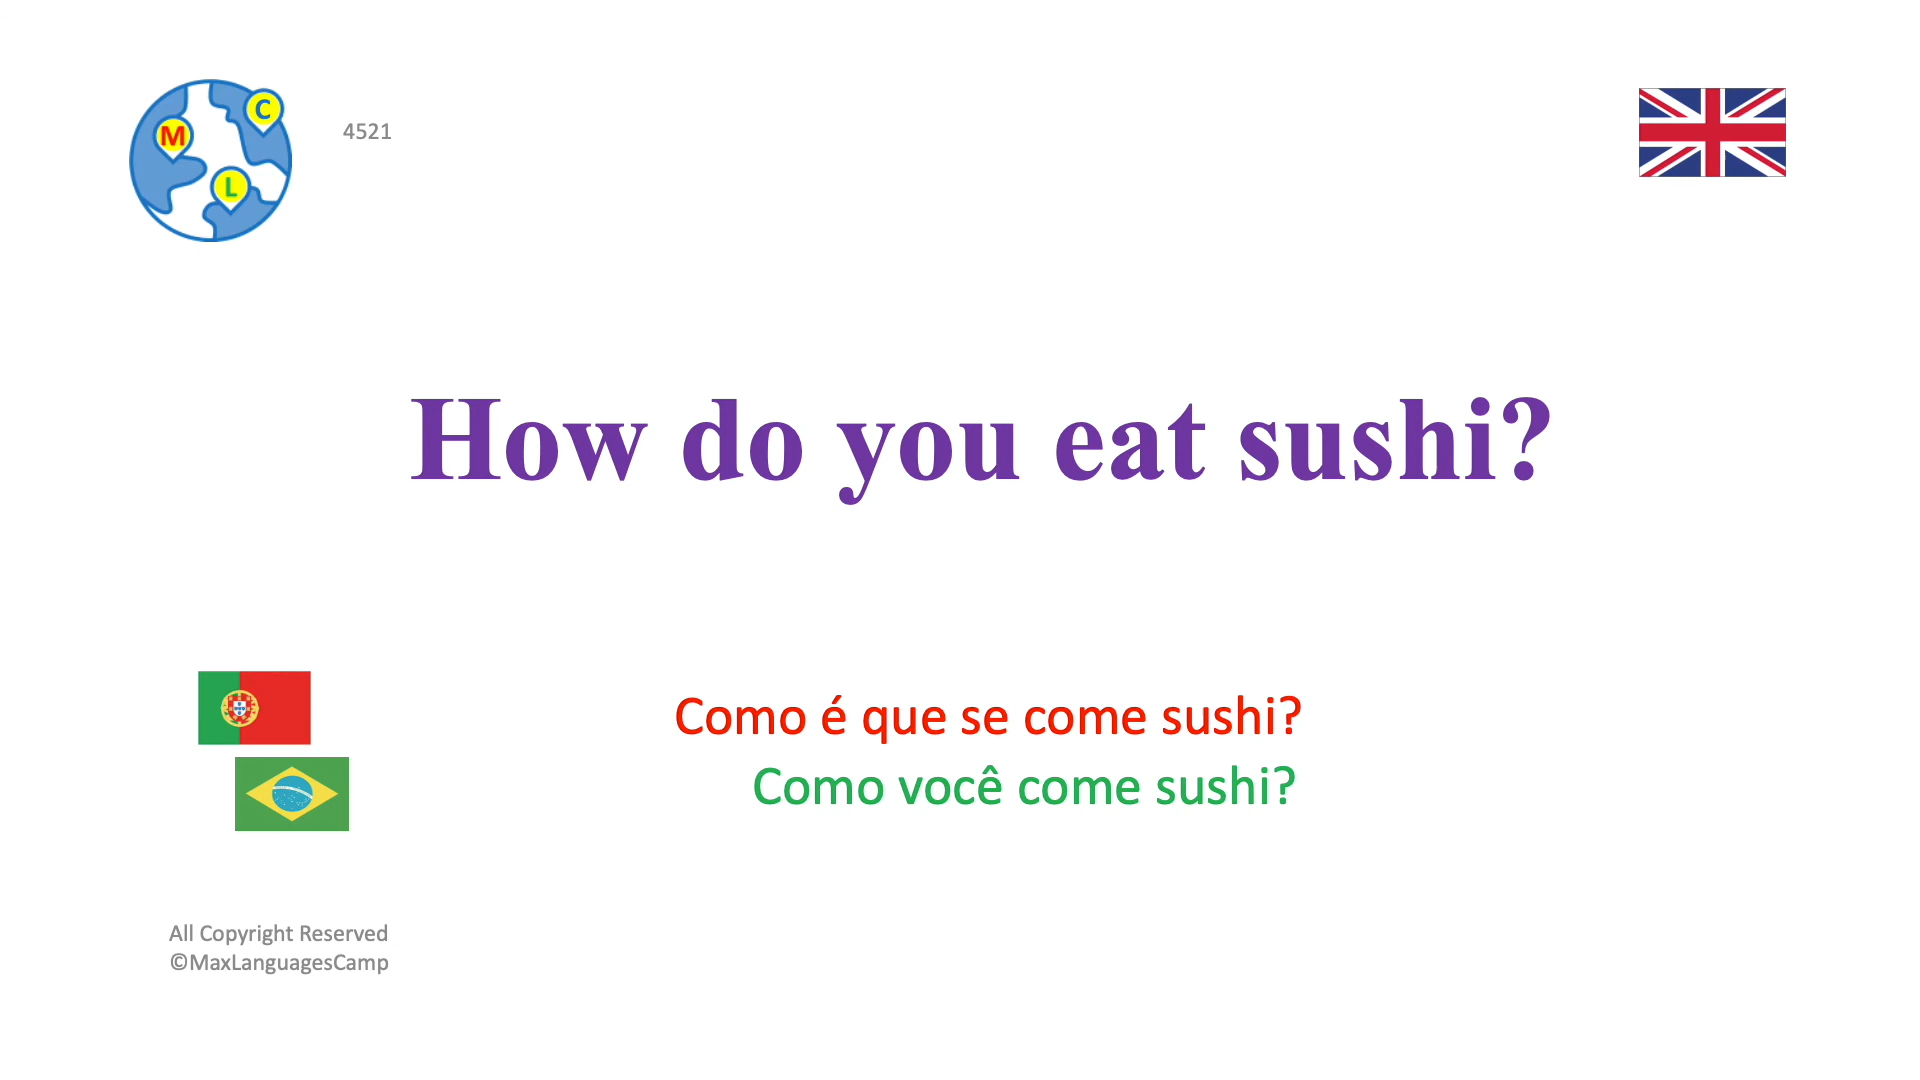 C
M
L
4521
How do you eat sushi?
Como é que se come sushi?
Como você come sushi?
All Copyright Reserved
©MaxLanguagesCamp